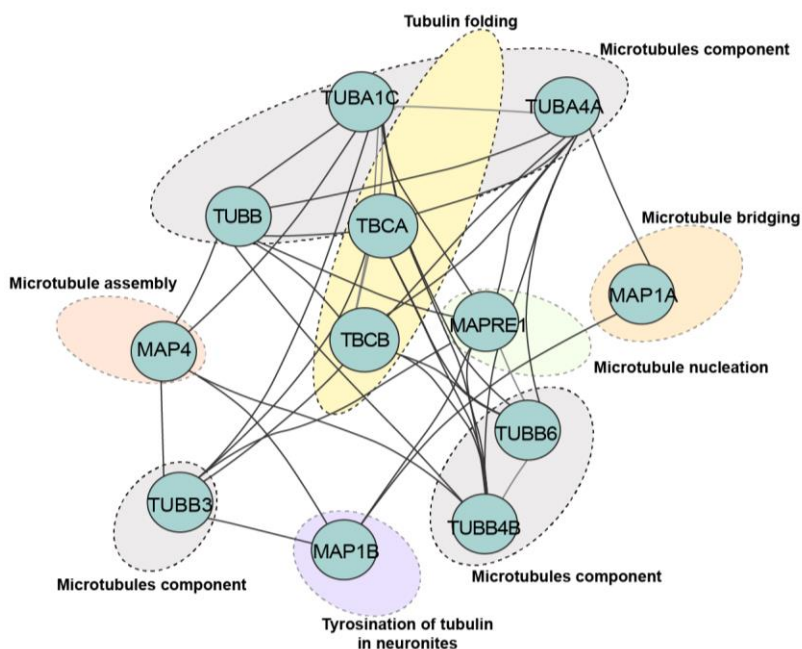 Tubulin folding
Microtubules component
TUBA1C
TUBA4A
TUBB
TBCA
Microtubule bridging
Microtubule assembly
MAP1A
MAPRE1
MAP4
TBCB
Microtubule nucleation
TUBB6
TUBB3
TUBB4B
MAP1B
Microtubules component
Microtubules component
Tyrosination of tubulin
in neuronites